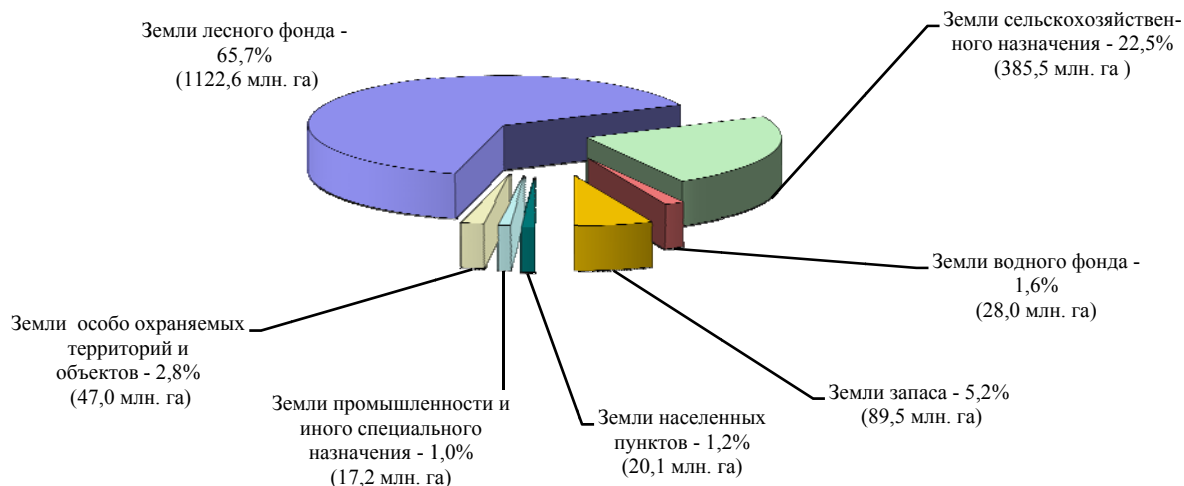 Земли лесного фонда -
65,7%
(1122,6 млн. га)
Земли сельскохозяйствен-
ного назначения - 22,5%
(385,5 млн. га )
Земли водного фонда -
1,6%
(28,0 млн. га)
Земли запаса - 5,2%
(89,5 млн. га)
Земли населенных
пунктов - 1,2%
(20,1 млн. га)
Земли промышленности и
иного специального
назначения - 1,0%
(17,2 млн. га)
Земли особо охраняемых
территорий и
объектов - 2,8%
(47,0 млн. га)